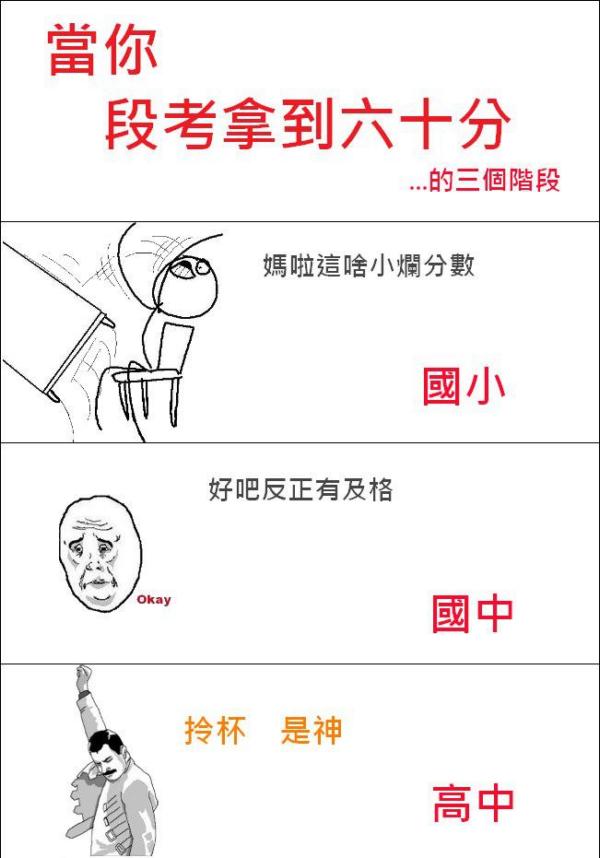 當你
段考拿到六十分
...的三個階段
媽啦這啥小爛分數
國小
好吧反正有及格
Okay
國中
拎杯 是神
高中